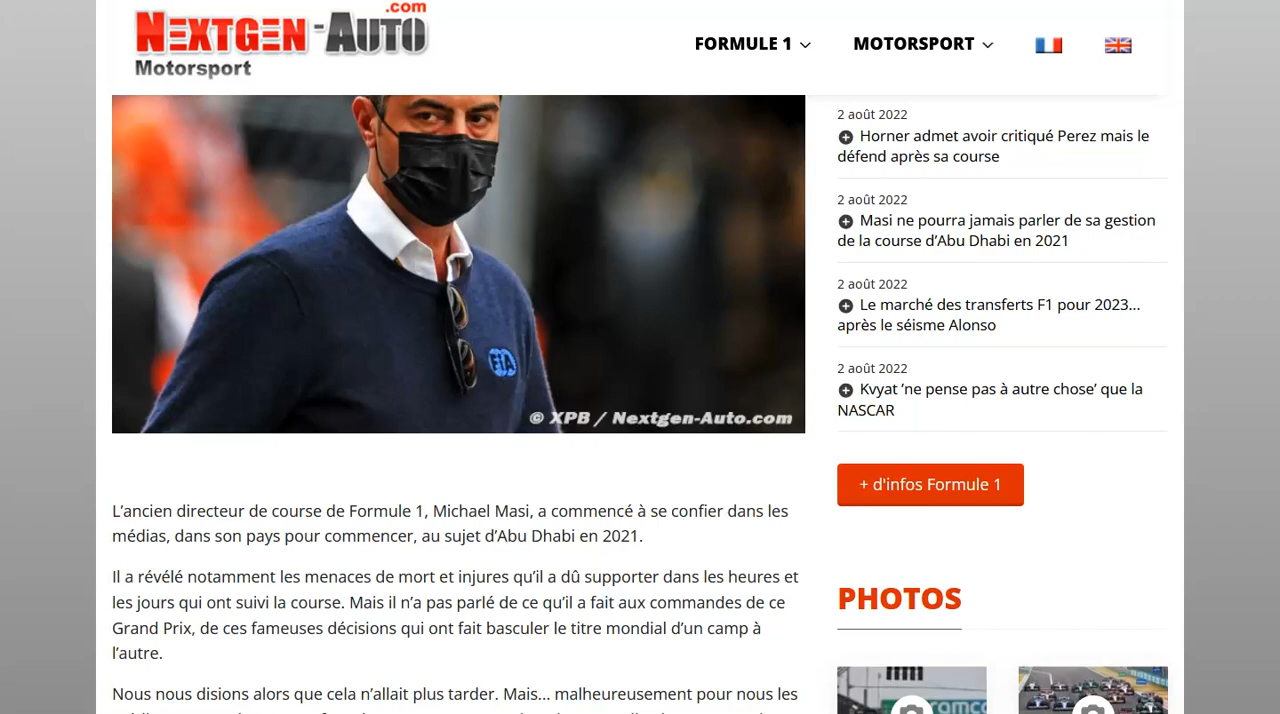 .com
NEXTGEN-AUTO
Motorsport
FORMULE 1
MOTORSPORT
FIA
© XPB / Nextgen-Auto.com
L’ancien directeur de course de Formule 1, Michael Masi, a commencé à se confier dans les
médias, dans son pays pour commencer, au sujet d’Abu Dhabi en 2021.
Il a révélé notamment les menaces de mort et injures qu’il a dû supporter dans les heures et
les jours qui ont suivi la course. Mais il n’a pas parlé de ce qu’il a fait aux commandes de ce
Grand Prix, de ces fameuses décisions qui ont fait basculer le titre mondial d’un camp à
l’autre.
Nous nous disions alors que cela n’allait plus tarder. Mais... malheureusement pour nous les
2 août 2022
Horner admet avoir critiqué Perez mais le
défend après sa course
2 août 2022
Masi ne pourra jamais parler de sa gestion
de la course d’Abu Dhabi en 2021
2 août 2022
Le marché des transferts F1 pour 2023...
après le séisme Alonso
2 août 2022
Kvyat ’ne pense pas à autre chose’ que la
NASCAR
+ d'infos Formule 1
PHOTOS